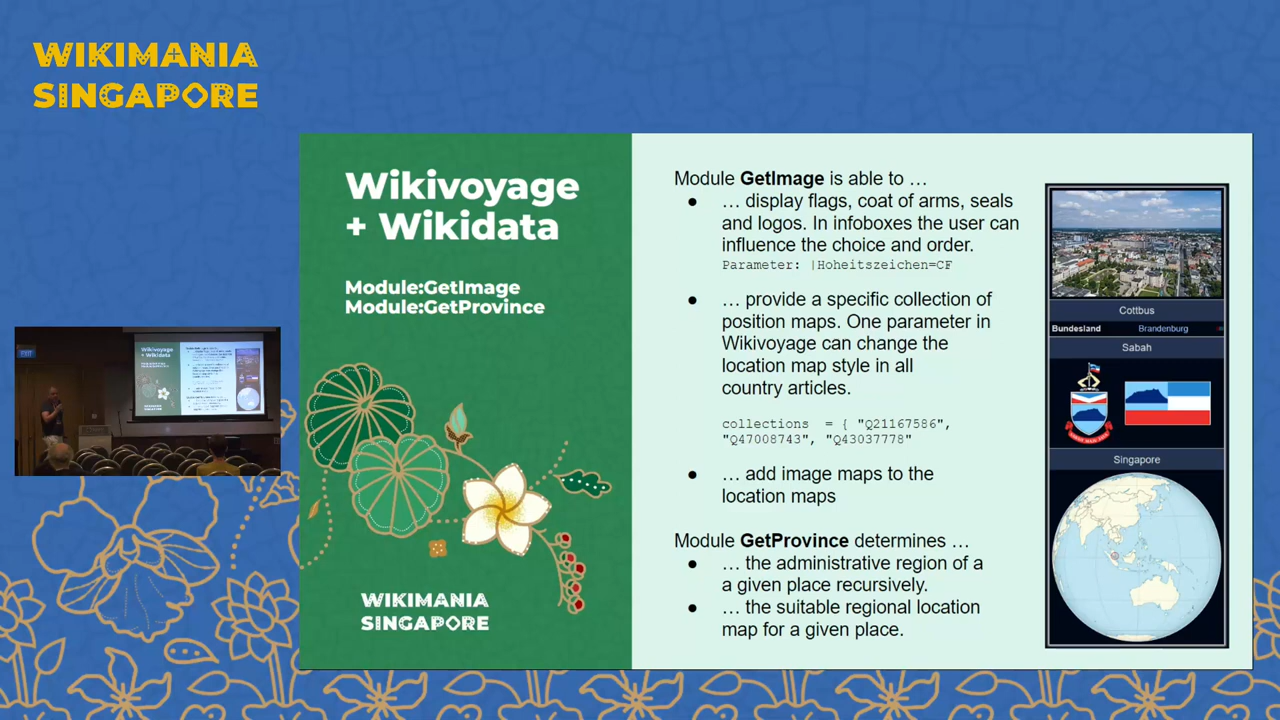 WIKIMANIA
SINGAPORE
Wikivoyage
+ Wikidata
Module:GetImage
Module:GetProvince
WIKIMANIA
SINGAPORE
Module GetImage is able to …
● … display flags, coat of arms, seals
and logos. In infoboxes the user can
influence the choice and order.
Parameter: |Hoheitszeichen=CF
● … provide a specific collection of
position maps. One parameter in
Wikivoyage can change the
location map style in all
country articles.
collections = { "Q21167586",
"Q47008743", "Q43037778"
● … add image maps to the
location maps
Module GetProvince determines …
● … the administrative region of a
a given place recursively.
● … the suitable regional location
map for a given place.
Cottbus
Bundesland Brandenburg
Sabah
Singapore
EXIT
Wikivoyage
+ Wikidata